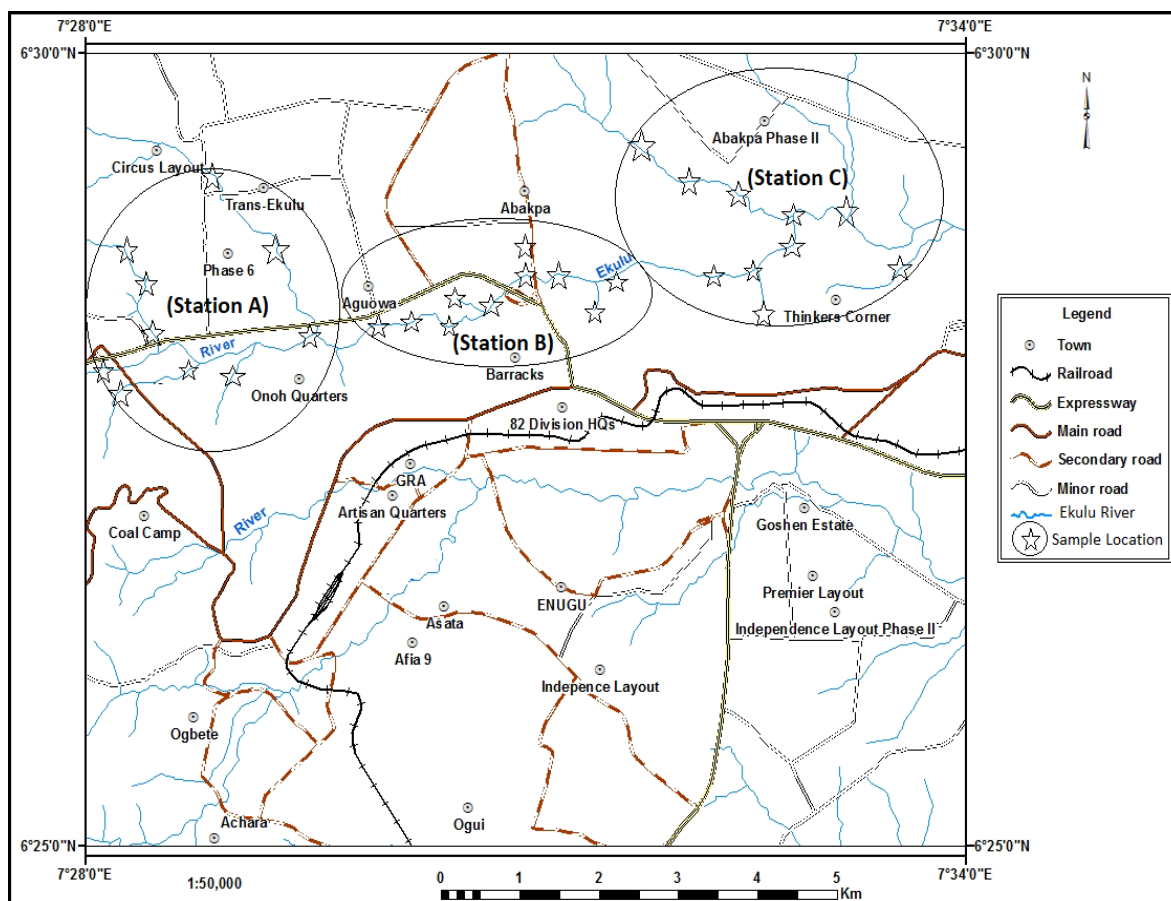 7°28'0"E
7°34'0"E
6°30'0"N
6°30'0"N
N
Abakpa Phase II
Circus Layout
(Station C)
Trans-Ekulu
Abakpa
Phase 6
Ekulu
(Station A)
Aguowa
Thinkers Corner
River
(Station B)
Barracks
Onoh Quarters
82 Division HQs
GRA
Artisan Quarters
River
Coal Camp
Goshen Estate
ENUGU
Premier Layout
Asata
Independence Layout Phase II
Afia 9
Indepence Layout
Ogbete
Achara
Ogui
Legend
Town
Railroad
Expressway
Main road
Secondary road
Minor road
Ekulu River
Sample Location
6°25'0"N
6°25'0"N
7°28'0"E
7°34'0"E
1:50,000
0 1 2 3 4 5
Km